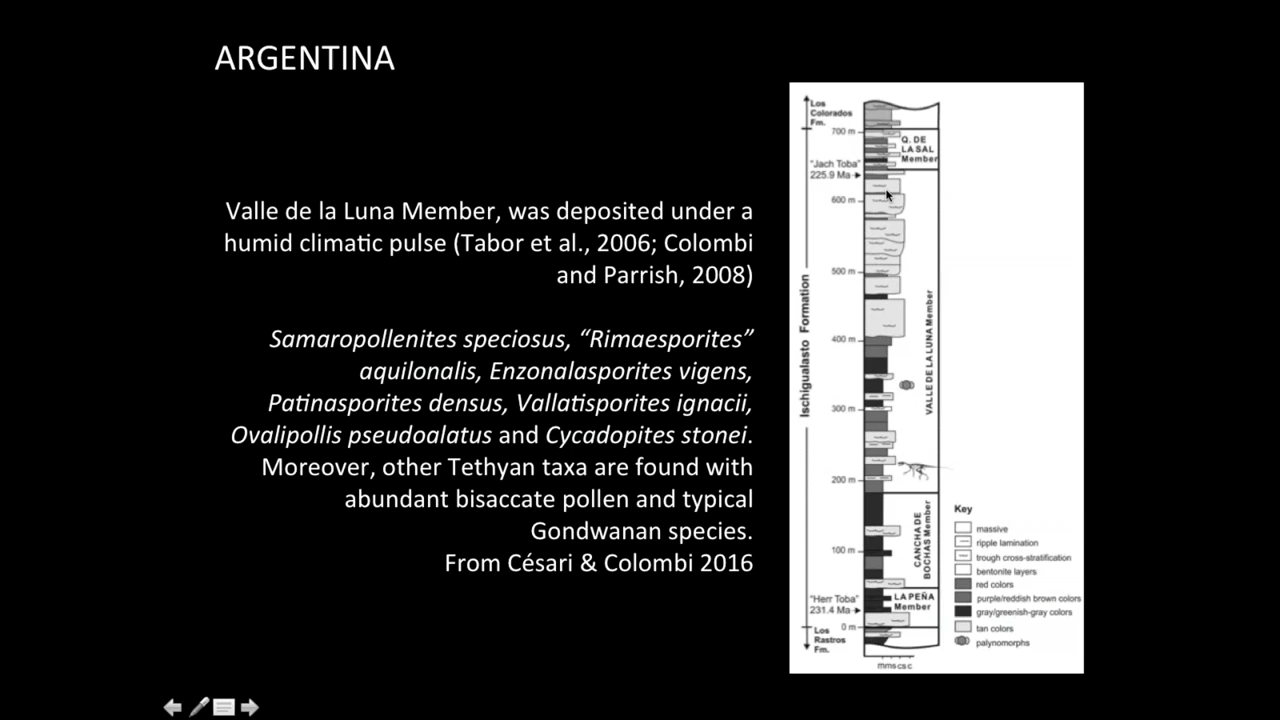 ARGENTINA
Valle de la Luna Member, was deposited under a
humid climatic pulse (Tabor et al., 2006; Colombi
and Parrish, 2008)
Samaropollenites speciosus, “Rimaesporites”
aquilonalis, Enzonalasporites vigens,
Patinasporites densus, Vallatisporites ignacii,
Ovalipollis pseudoalatus and Cycadopites stonei.
Moreover, other Tethyan taxa are found with
abundant bisaccate pollen and typical
Gondwanan species.
From Césari & Colombi 2016
Los
Colorados
Fm.
700 m
Q. DE
LA SAL
Member
"Jach Toba"
225.9 Ma
600 m
500 m
Ischigualasto Formation
400 m
VALLE DE LA LUNA Member
300 m
200 m
CANCHA DE
BOCHAS Member
100 m
"Herr Toba"
231.4 Ma
LA PEÑA
Member
0 m
Los
Rastros
Fm.
mms cs c
Key
massive
ripple lamination
trough cross-stratification
bentonite layers
red colors
purple/reddish brown colors
gray/greenish-gray colors
tan colors
palynomorphs